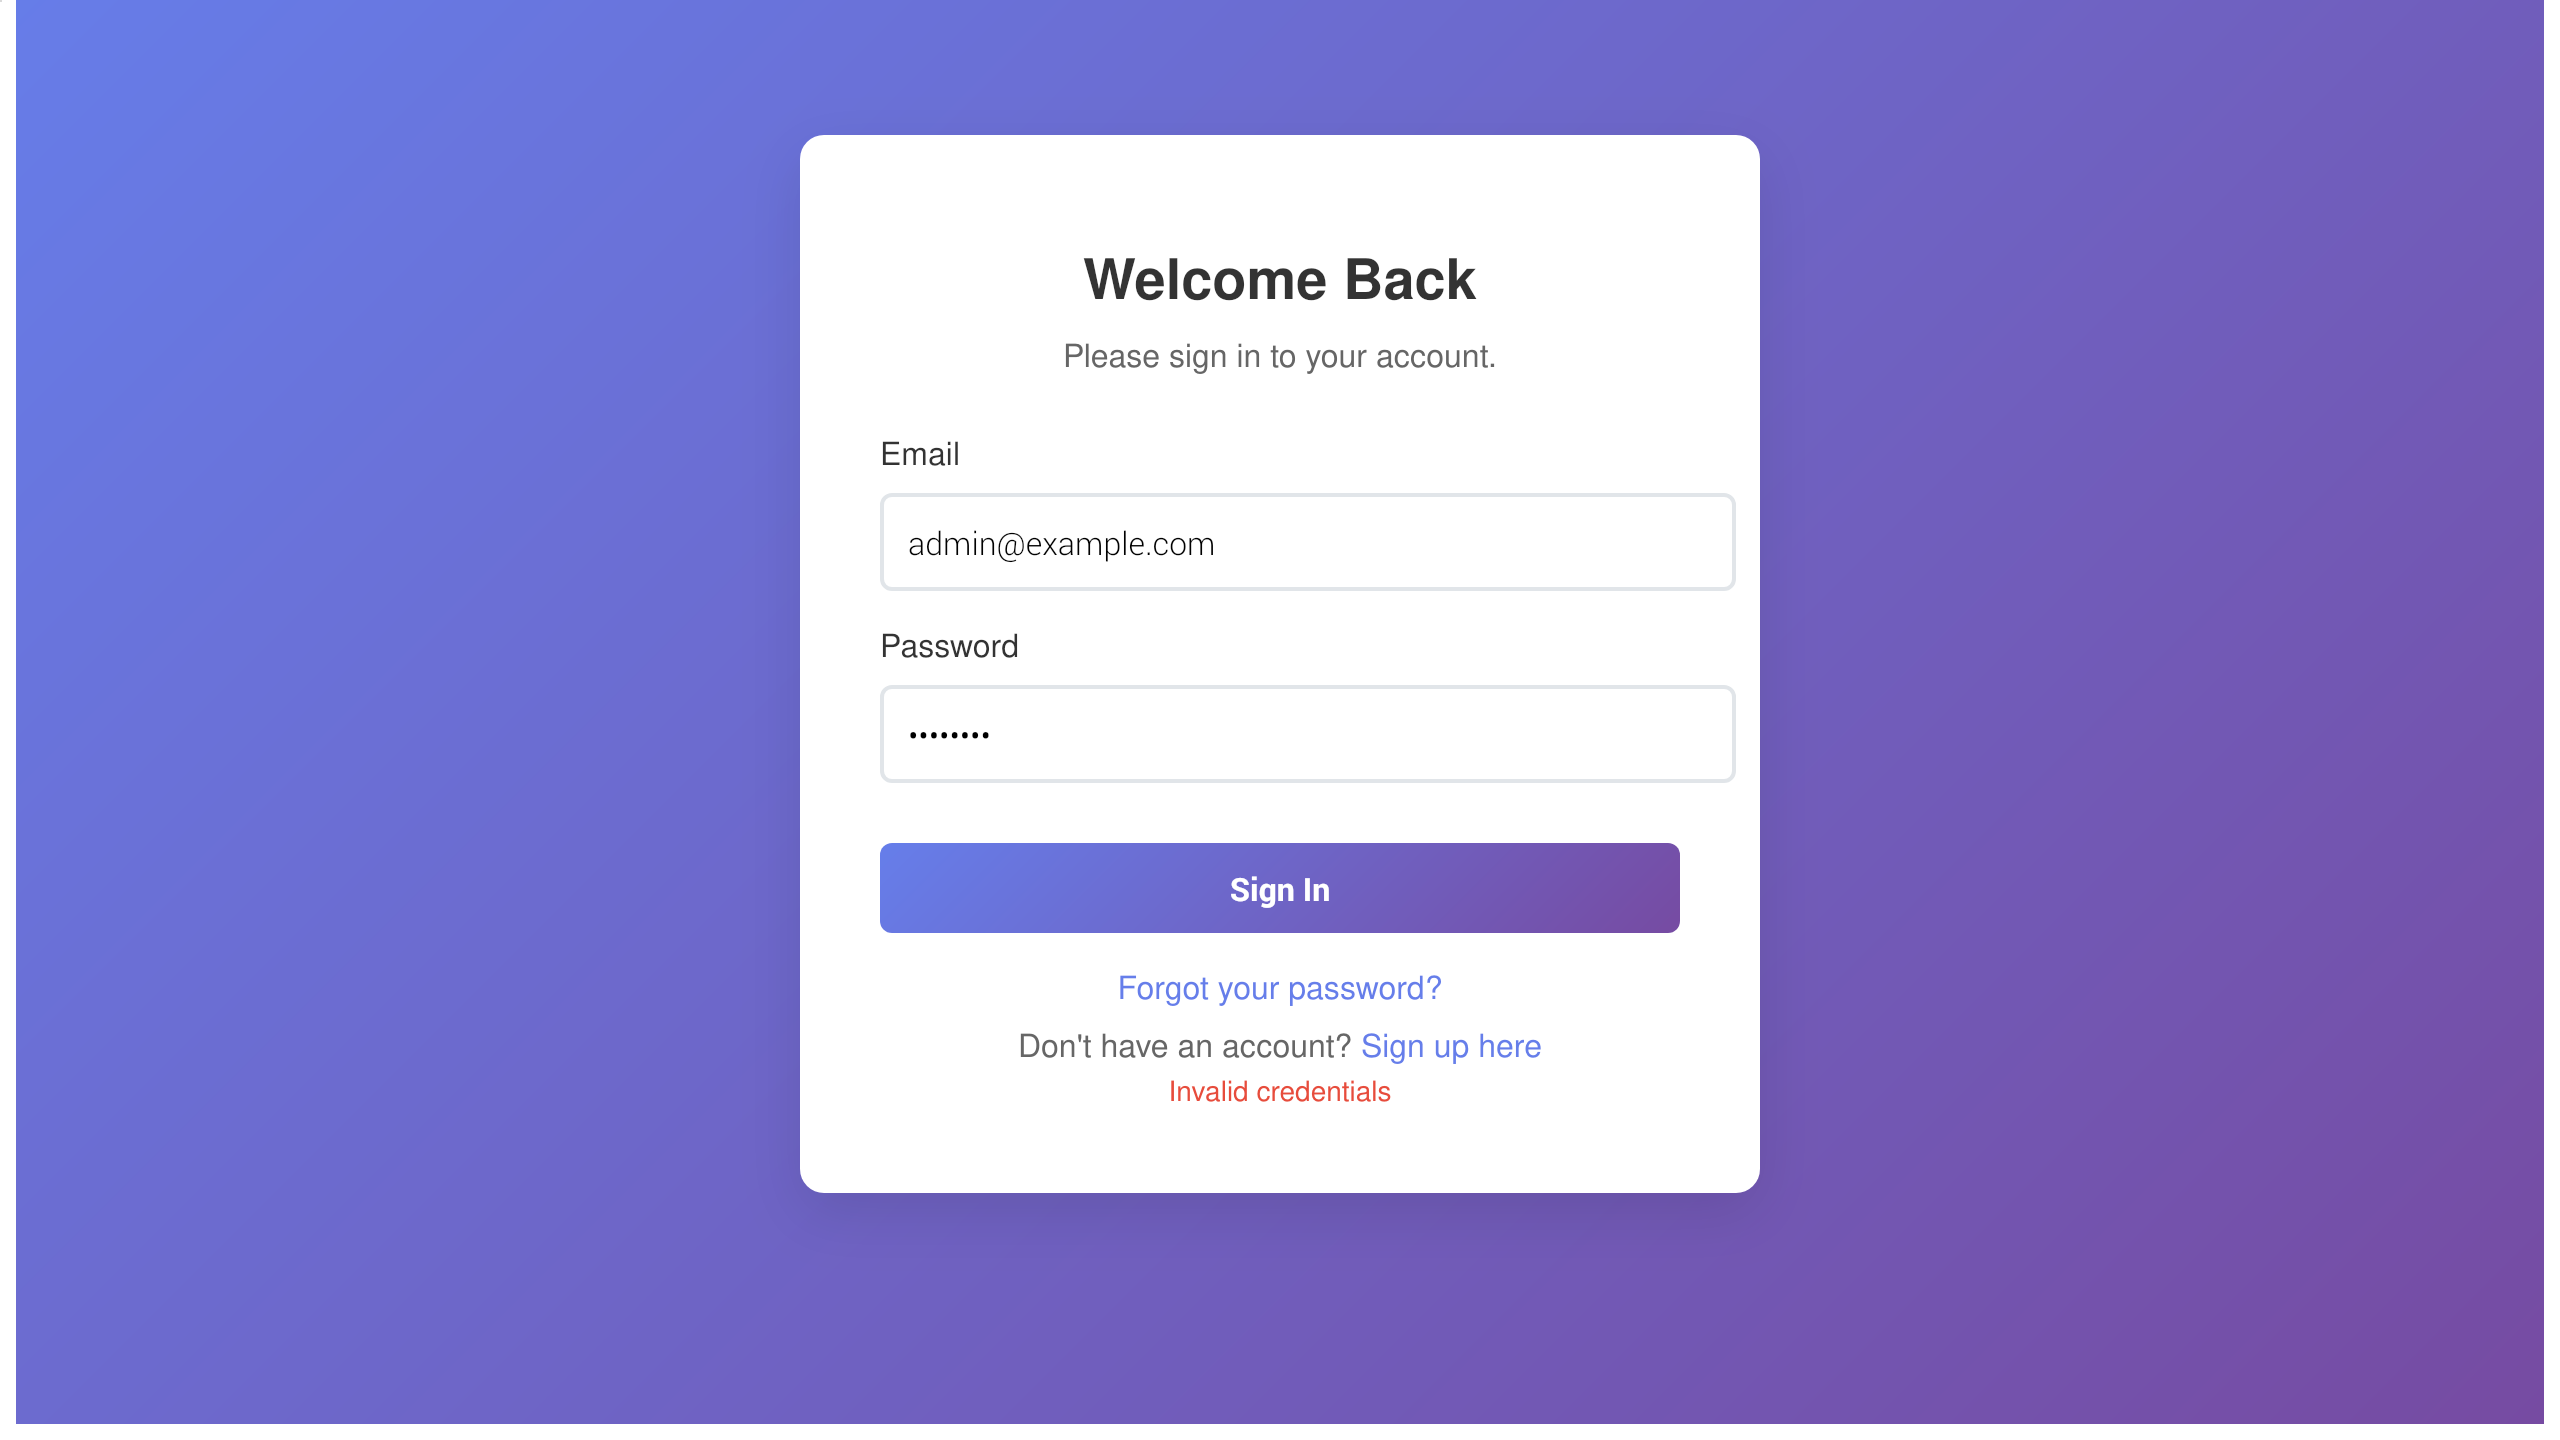 Welcome Back
Please sign in to your account.
Email
admin@example.com
Password
••••••••
Sign In
Forgot your password?
Don't have an account? Sign up here
Invalid credentials